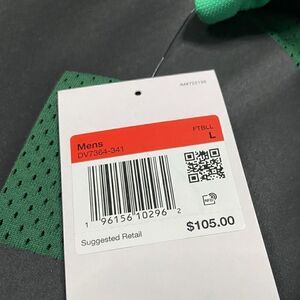 Mens
FTBLL
DV7364-341
L
1 96156 10296 2
Suggested Retail
$105.00